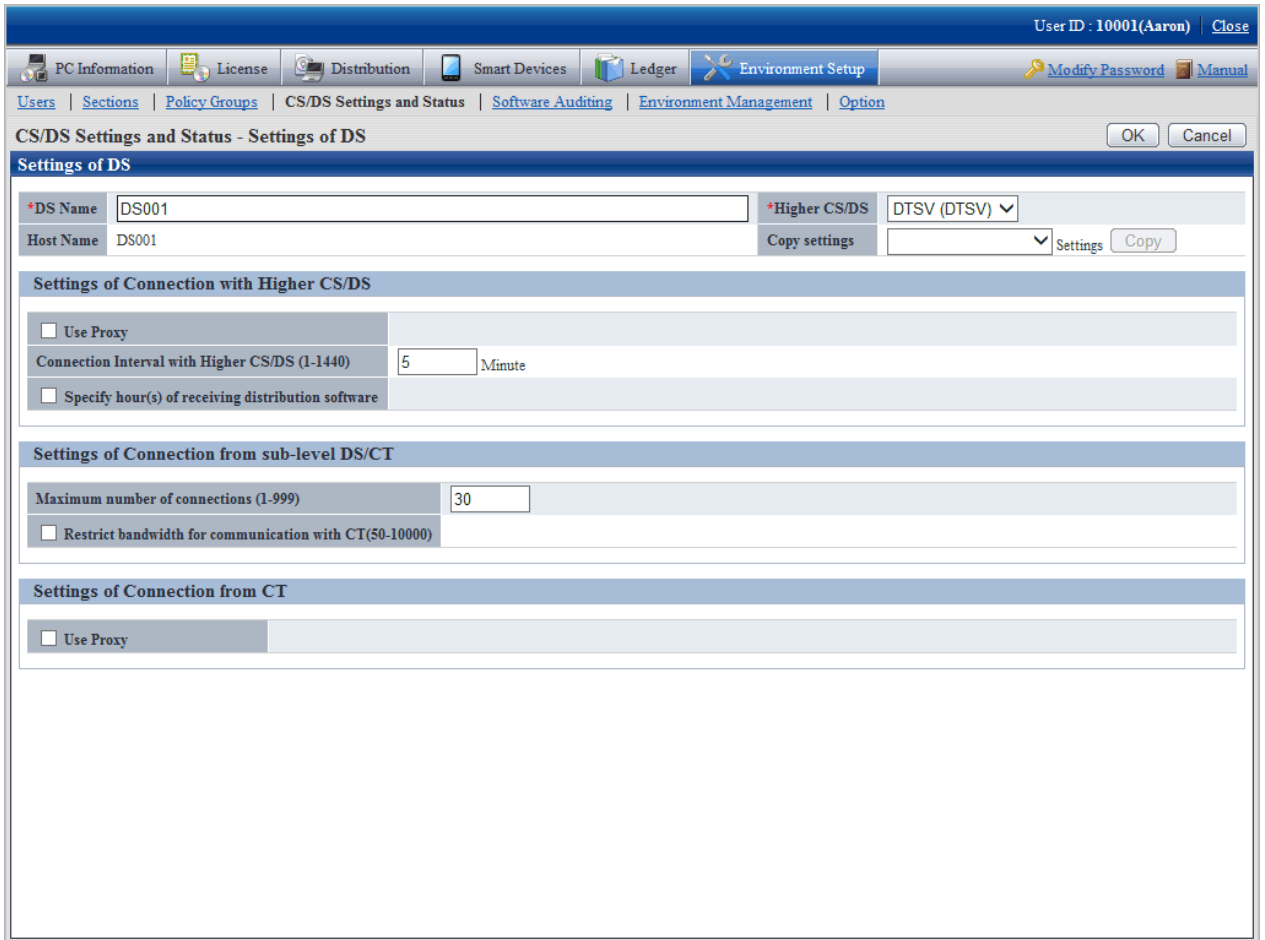 User ID : 10001(Aaron) Close
PC Information License Distribution Smart Devices Ledger Environment Setup Modify Password Manual
Users | Sections | Policy Groups | CS/DS Settings and Status | Software Auditing | Environment Management | Option
CS/DS Settings and Status - Settings of DS OK Cancel
Settings of DS
*DS Name DS001 *Higher CS/DS DTSV (DTSV)
Host Name DS001 Copy settings Settings Copy
Settings of Connection with Higher CS/DS
Use Proxy
Connection Interval with Higher CS/DS (1-1440) 5 Minute
Specify hour(s) of receiving distribution software
Settings of Connection from sub-level DS/CT
Maximum number of connections (1-999) 30
Restrict bandwidth for communication with CT(50-10000)
Settings of Connection from CT
Use Proxy